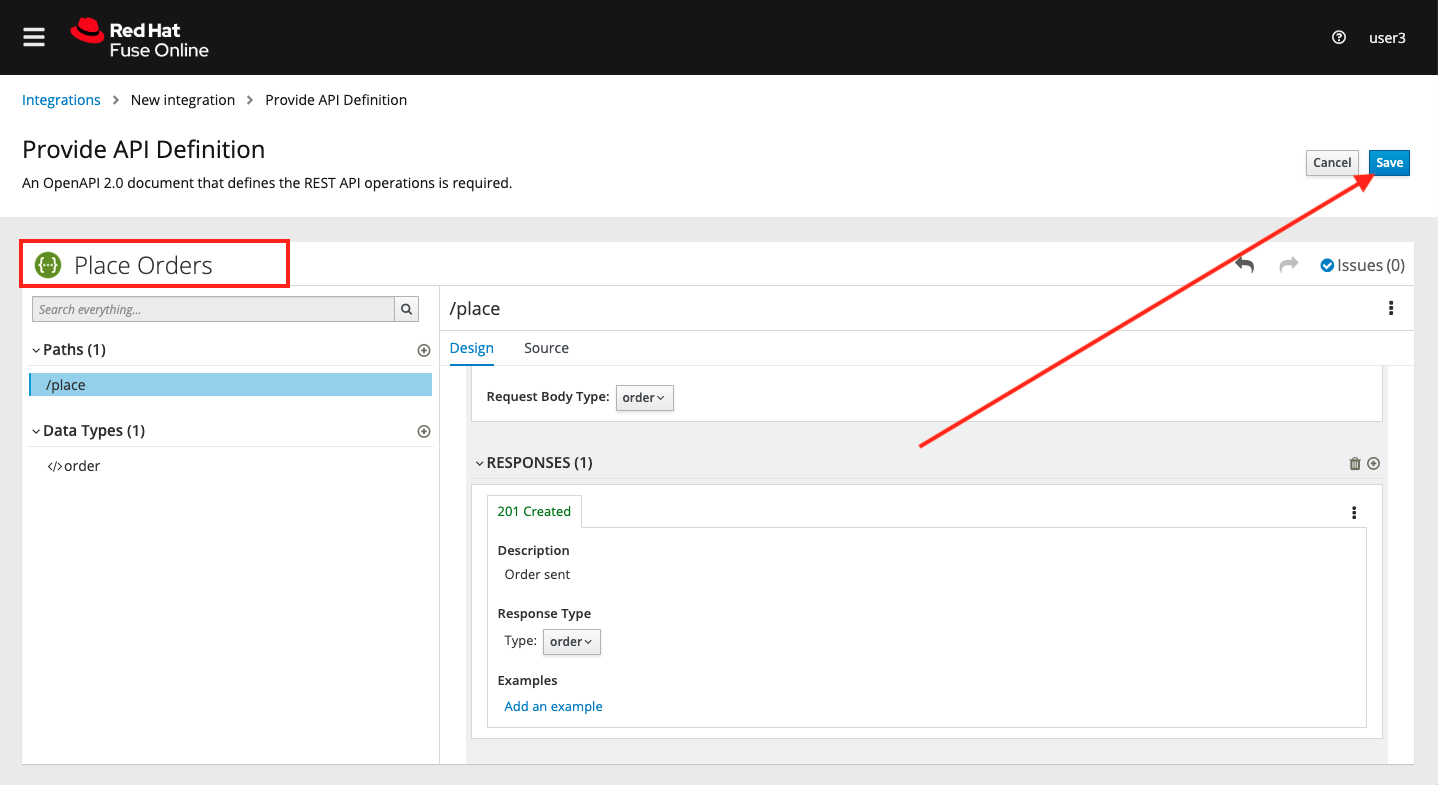 Red Hat
Fuse Online
user3
Integrations > New integration > Provide API Definition
Provide API Definition
Cancel Save
An OpenAPI 2.0 document that defines the REST API operations is required.
Place Orders
Issues (0)
Search everything...
/place
Paths (1)
Design Source
/place
Request Body Type: order
Data Types (1)
order
RESPONSES (1)
201 Created
Description
Order sent
Response Type
Type: order
Examples
Add an example